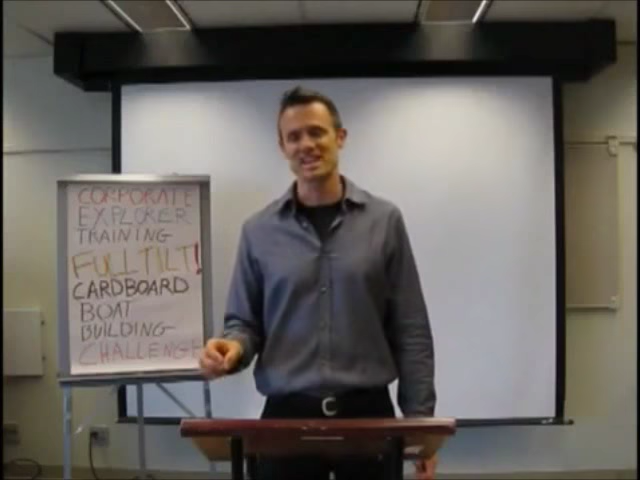 CORPORATE
EXPLORER
TRAINING
FULL TILT!
CARDBOARD
BOAT
BUILDING
CHALLENGE